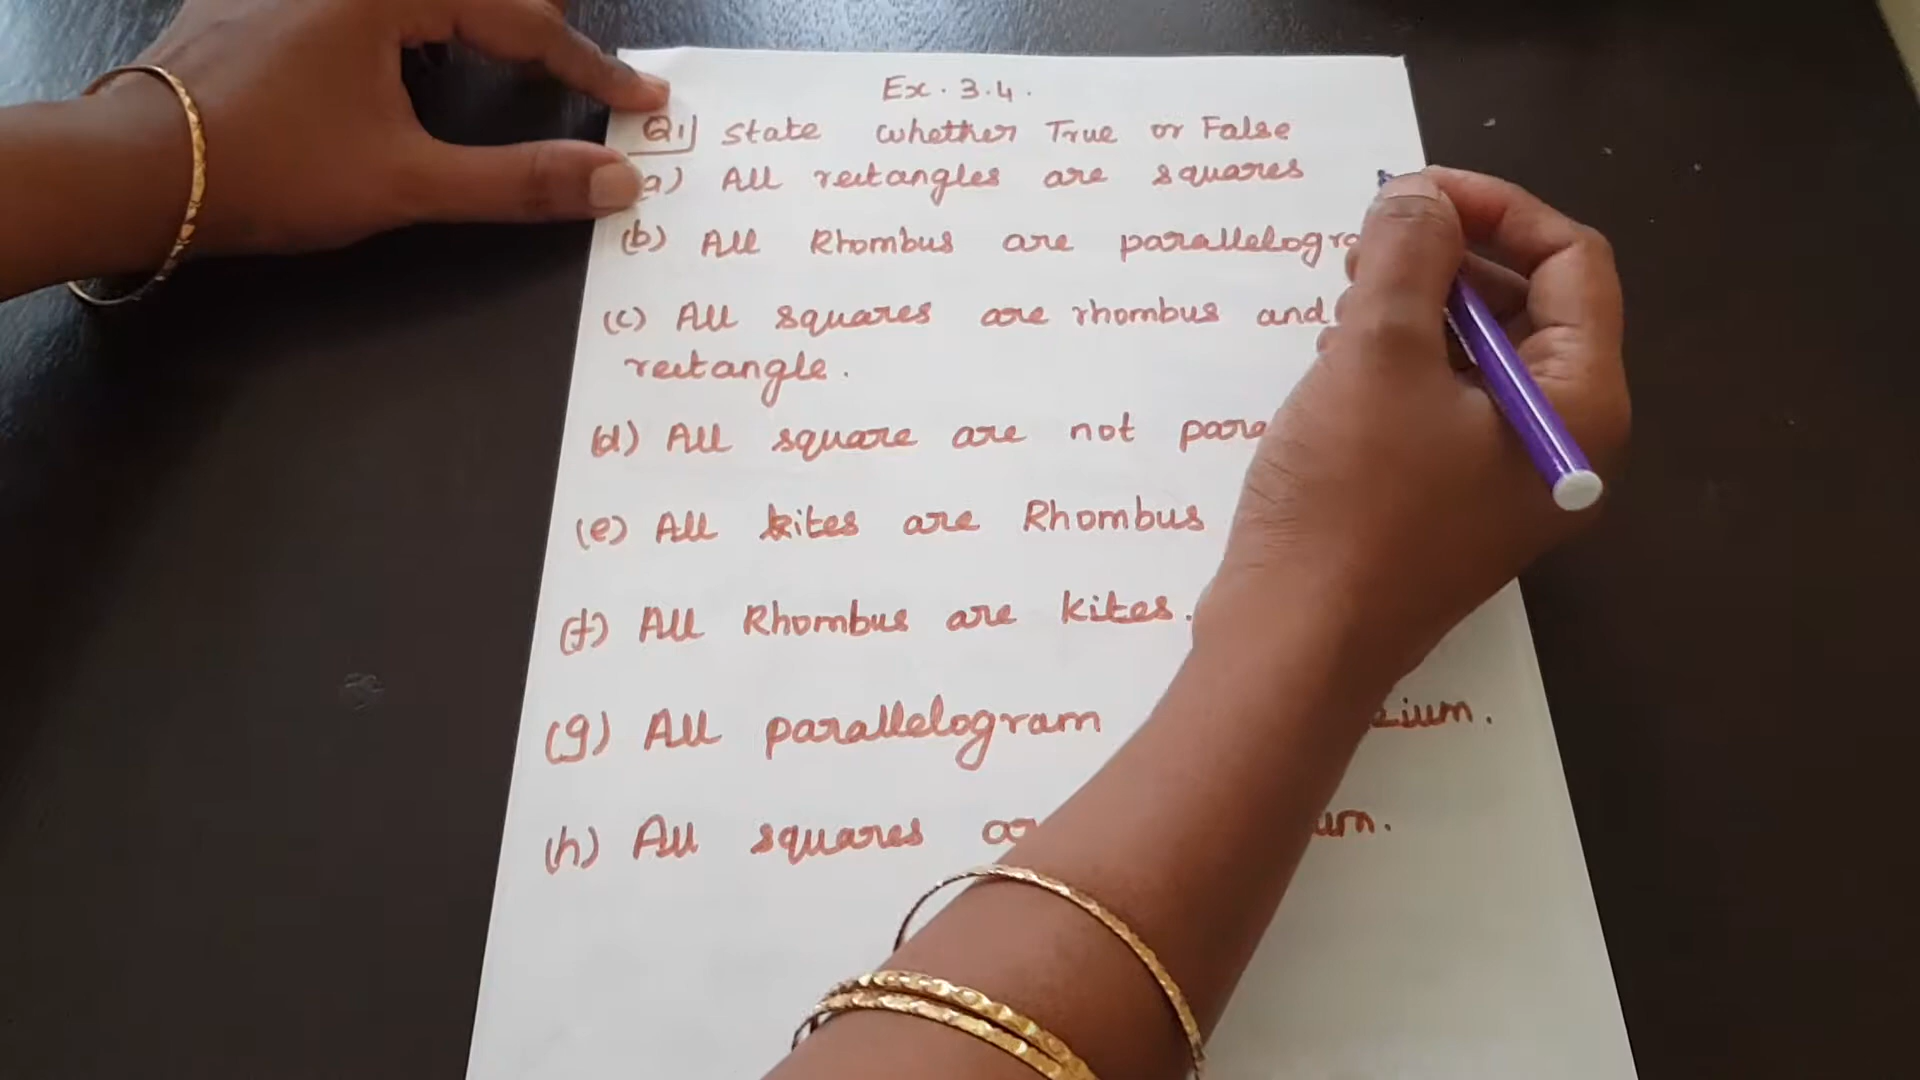 Ex. 3.4.
Q1) State whether True or False
a) All rectangles are squares
(b) All Rhombus are
(c) All squares are rhombus and
rectangle.
(d) All square are not
(e) All kites are Rhombus
(f) All Rhombus are kites.
(g) All parallelogram
(h) All squares